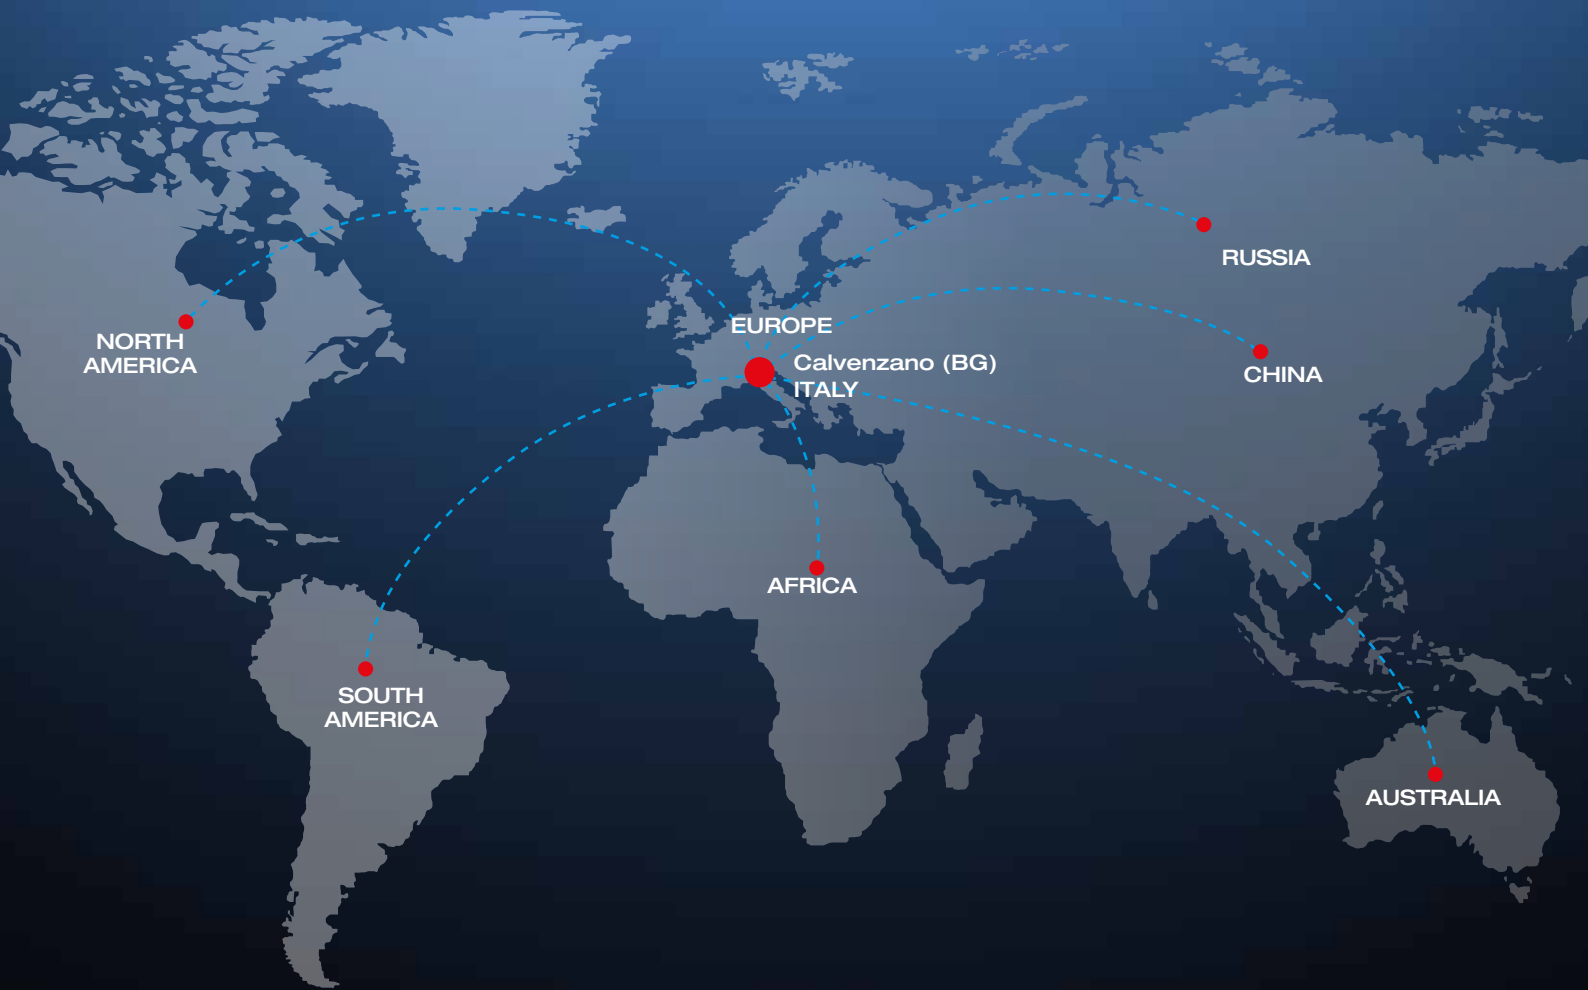 RUSSIA
EUROPE
NORTH
AMERICA
Calvenzano (BG)
ITALY
CHINA
AFRICA
SOUTH
AMERICA
AUSTRALIA